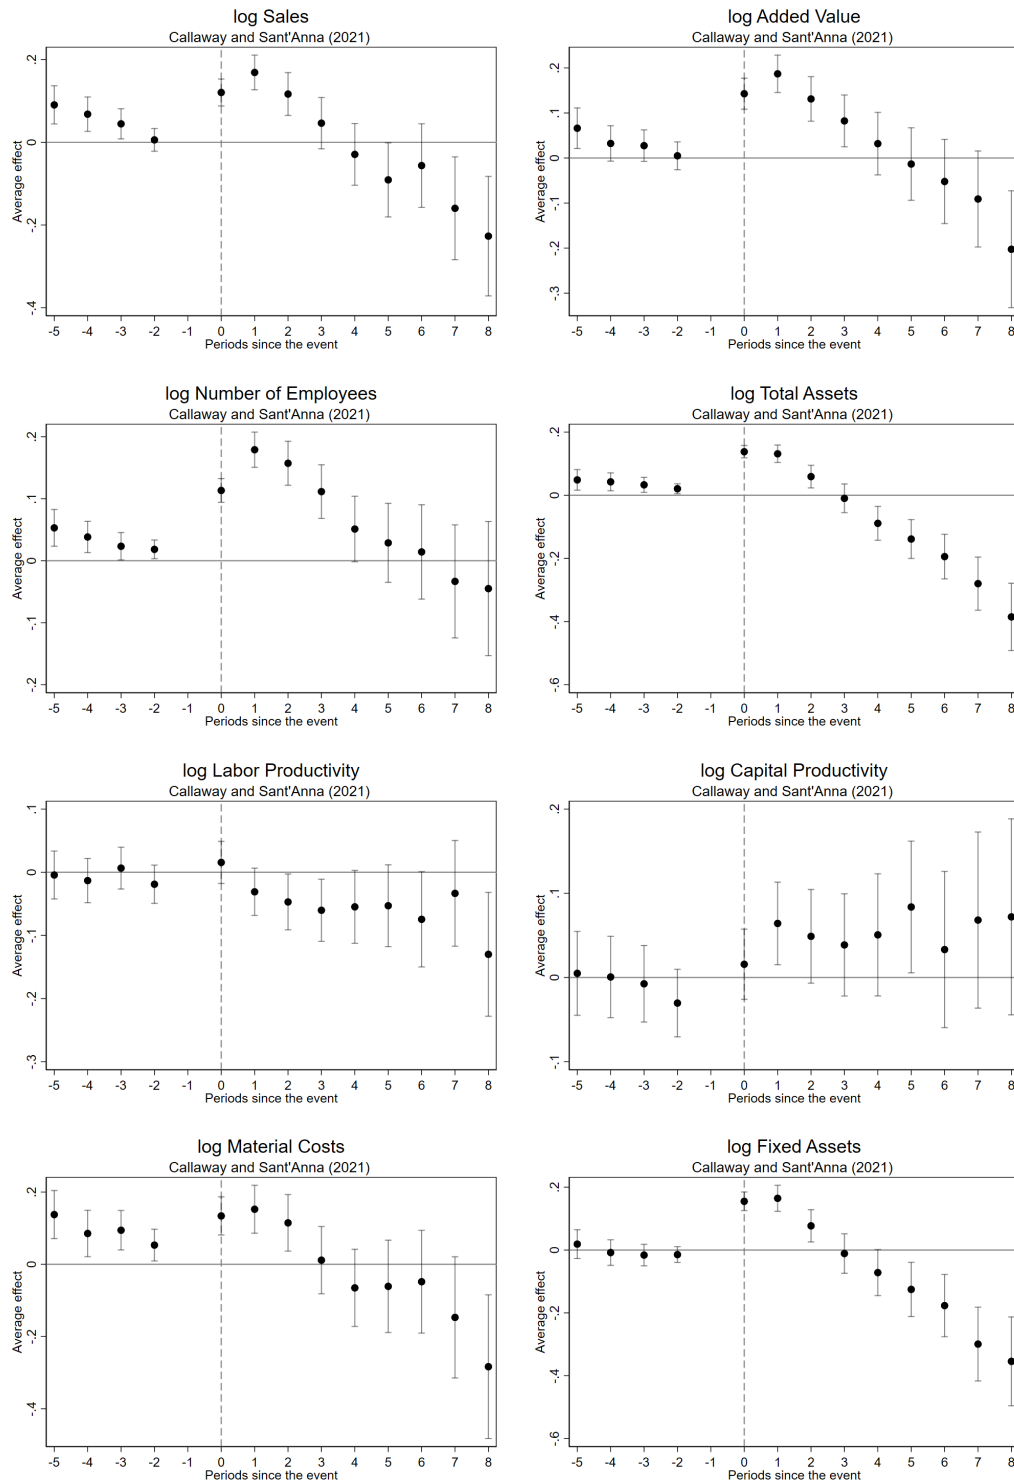 log Sales
Callaway and Sant'Anna (2021)
Average effect
.2
0
-.2
-.4
-5 -4 -3 -2 -1 0 1 2 3 4 5 6 7 8
Periods since the event
log Added Value
Callaway and Sant'Anna (2021)
Average effect
.2
.1
0
-.1
-.2
-.3
-5 -4 -3 -2 -1 0 1 2 3 4 5 6 7 8
Periods since the event
log Number of Employees
Callaway and Sant'Anna (2021)
Average effect
.2
.1
0
-.1
-.2
-5 -4 -3 -2 -1 0 1 2 3 4 5 6 7 8
Periods since the event
log Total Assets
Callaway and Sant'Anna (2021)
Average effect
.2
0
-.2
-.4
-.6
-5 -4 -3 -2 -1 0 1 2 3 4 5 6 7 8
Periods since the event
log Labor Productivity
Callaway and Sant'Anna (2021)
Average effect
.1
0
-.1
-.2
-.3
-5 -4 -3 -2 -1 0 1 2 3 4 5 6 7 8
Periods since the event
log Capital Productivity
Callaway and Sant'Anna (2021)
Average effect
.2
.1
0
-.1
-5 -4 -3 -2 -1 0 1 2 3 4 5 6 7 8
Periods since the event
log Material Costs
Callaway and Sant'Anna (2021)
Average effect
.2
0
-.2
-.4
-5 -4 -3 -2 -1 0 1 2 3 4 5 6 7 8
Periods since the event
log Fixed Assets
Callaway and Sant'Anna (2021)
Average effect
.2
0
-.2
-.4
-.6
-5 -4 -3 -2 -1 0 1 2 3 4 5 6 7 8
Periods since the event